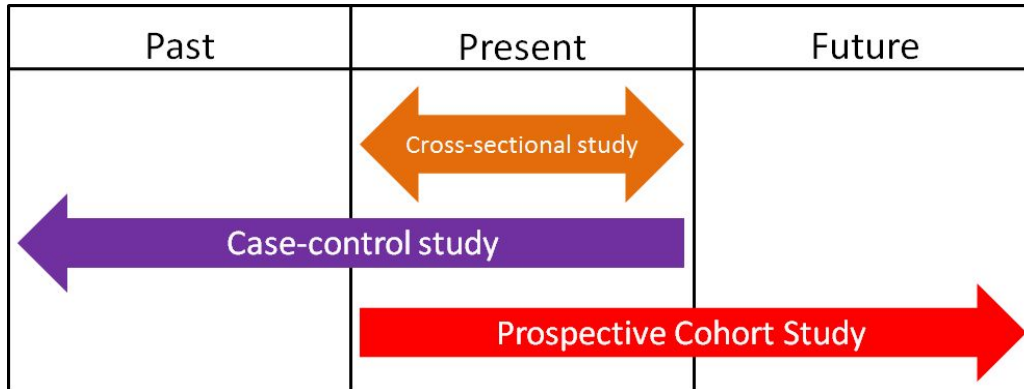 Past Present Future
Cross-sectional study
Case-control study
Prospective Cohort Study